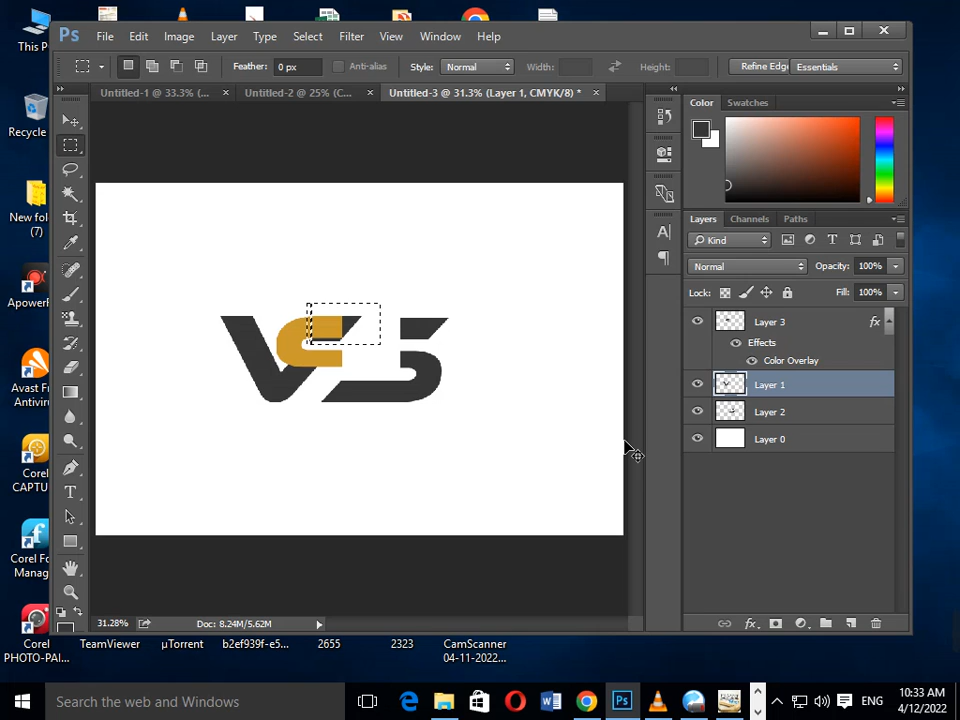 This P
Ps File Edit Image Layer Type Select Filter View Window Help
Feather: 0 px Anti-alias Style: Normal Width: Height: Refine Edg Essentials
Untitled-1 @ 33.3% (... × Untitled-2 @ 25% (C... × Untitled-3 @ 31.3% (Layer 1, CMYK/8) * ×
Color Swatches
Recycle
New fol
(7)
Layers Channels Paths
Kind
Normal Opacity: 100%
Lock: Fill: 100%
Layer 3 fx
Effects
Color Overlay
Layer 1
Layer 2
Layer 0
VS
ApowerR
Avast F
Antiviru
Corel
CAPTU
Corel Fo
Manag
Corel
PHOTO-PAI...
31.28% Doc: 8.24M/5.62M
TeamViewer µTorrent b2ef939f-e5... 2655 2323 CamScanner
04-11-2022...
Search the web and Windows
ENG 10:33 AM
4/12/2022